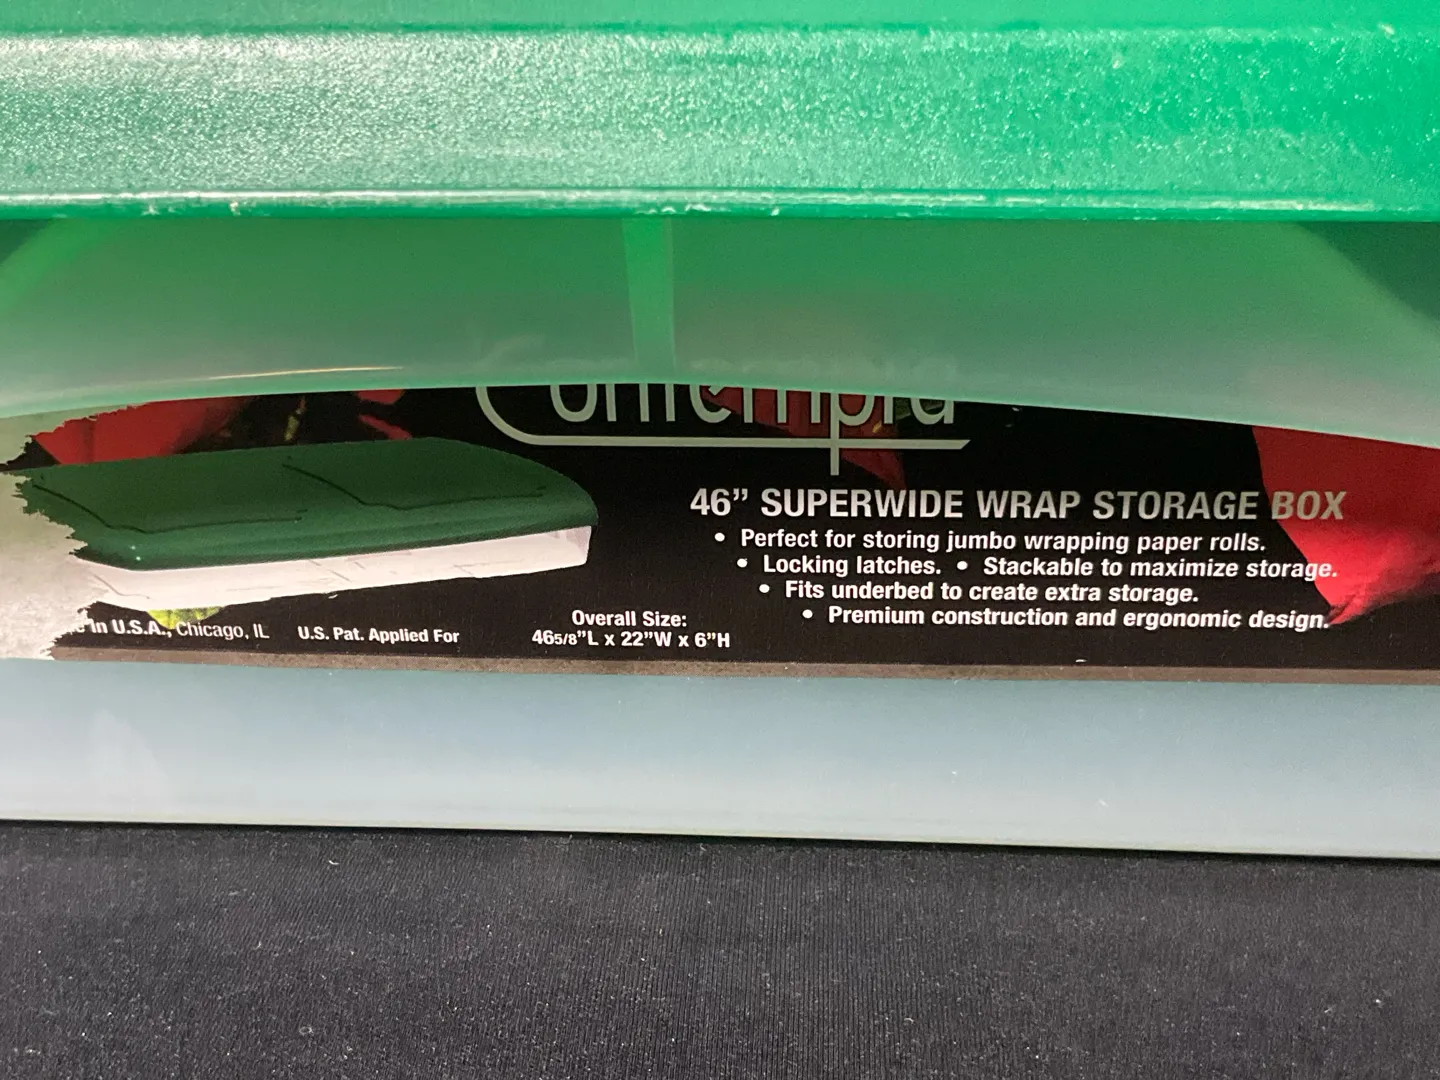 Contempra
46” SUPERWIDE WRAP STORAGE BOX
• Perfect for storing jumbo wrapping paper rolls.
• Locking latches. • Stackable to maximize storage.
• Fits underbed to create extra storage.
• Premium construction and ergonomic design.
Overall Size:
465/8”L x 22”W x 6”H
in U.S.A., Chicago, IL U.S. Pat. Applied For